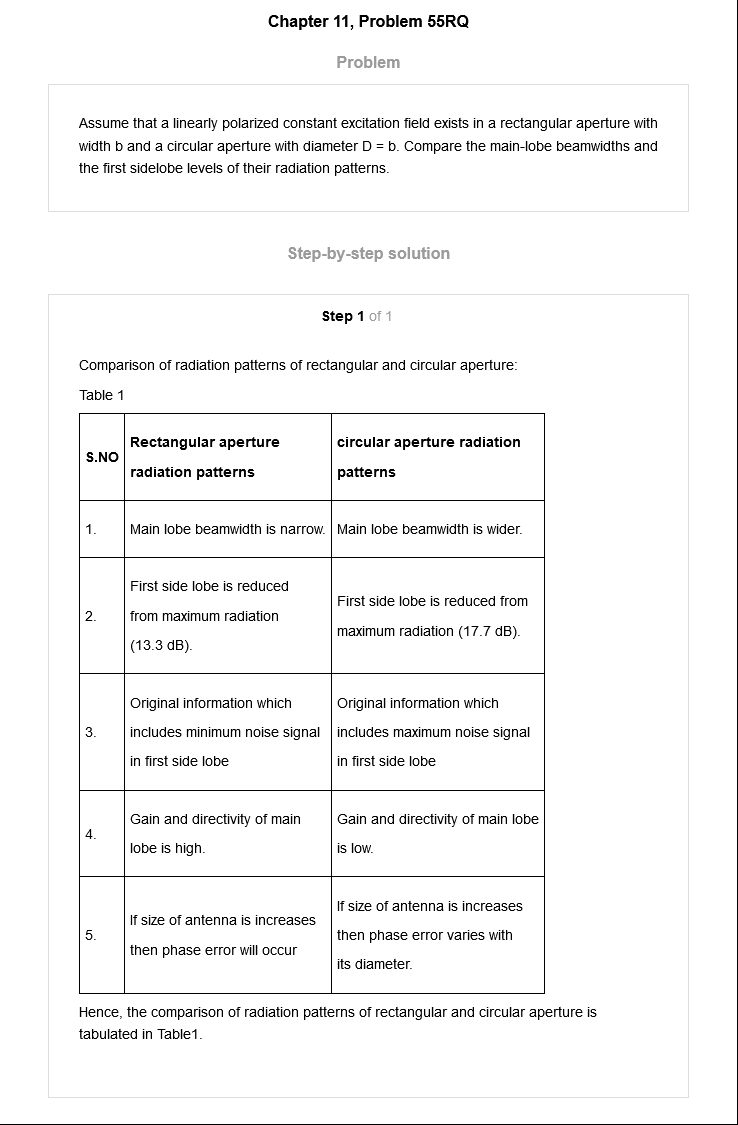 Chapter 11, Problem 55RQ
Problem
Assume that a linearly polarized constant excitation field exists in a rectangular aperture with
width b and a circular aperture with diameter D = b. Compare the main-lobe beamwidths and
the first sidelobe levels of their radiation patterns.
Step-by-step solution
Step 1 of 1
Comparison of radiation patterns of rectangular and circular aperture:
Table 1
S.NO
Rectangular aperture
radiation patterns
circular aperture radiation
patterns
1.
Main lobe beamwidth is narrow.
Main lobe beamwidth is wider.
2.
First side lobe is reduced
from maximum radiation
(13.3 dB).
First side lobe is reduced from
maximum radiation (17.7 dB).
3.
Original information which
includes minimum noise signal
in first side lobe
Original information which
includes maximum noise signal
in first side lobe
4.
Gain and directivity of main
lobe is high.
Gain and directivity of main lobe
is low.
5.
If size of antenna is increases
then phase error will occur
If size of antenna is increases
then phase error varies with
its diameter.
Hence, the comparison of radiation patterns of rectangular and circular aperture is
tabulated in Table1.